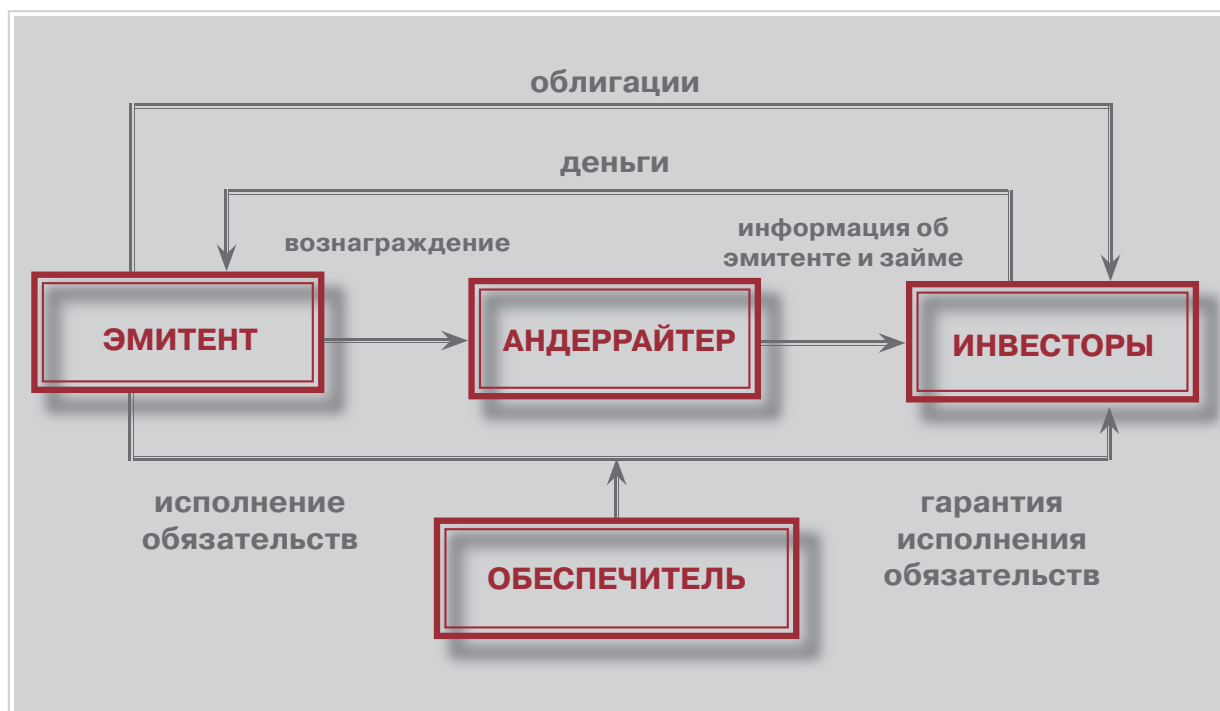 облигации
деньги
вознаграждение
информация об
эмитенте и займе
ЭМИТЕНТ
АНДЕРРАЙТЕР
ИНВЕСТОРЫ
исполнение
обязательств
ОБЕСПЕЧИТЕЛЬ
гарантия
исполнения
обязательств